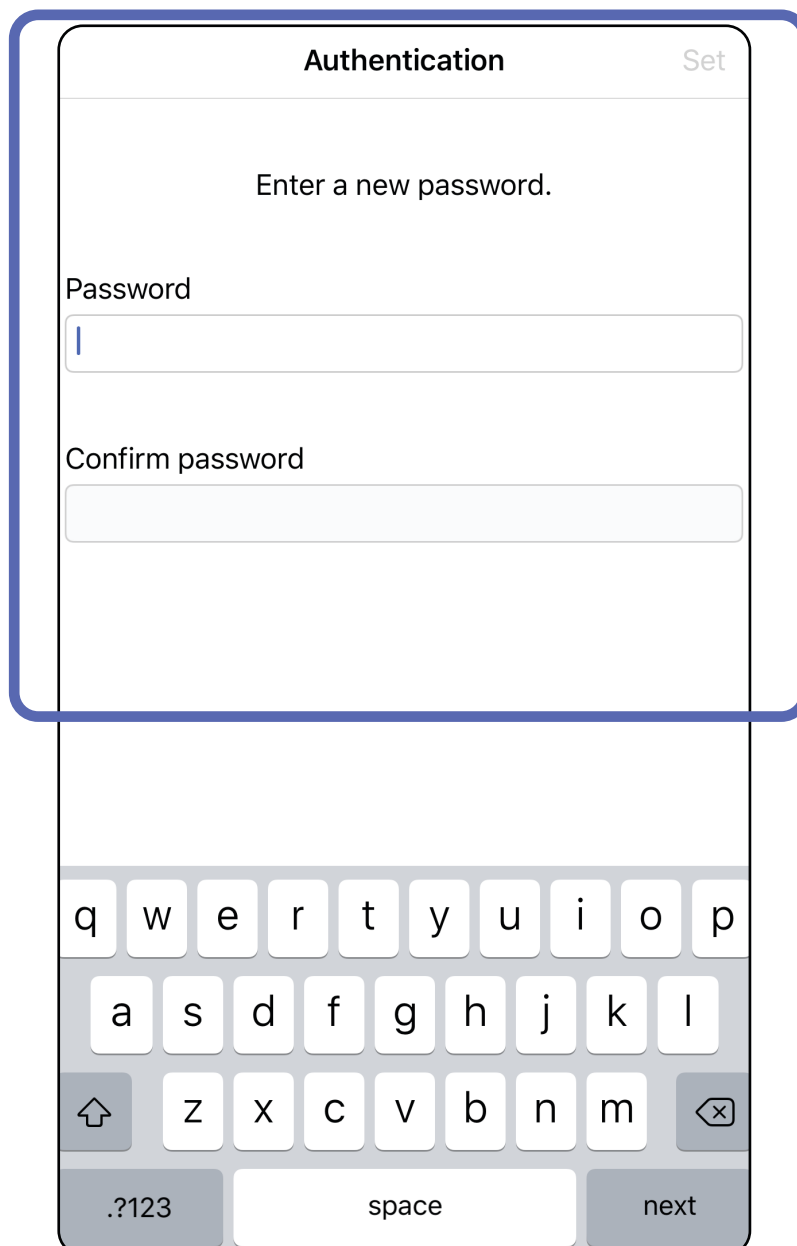 Authentication Set
Enter a new password.
Password
Confirm password
q w e r t y u i o p
a s d f g h j k l
z x c v b n m
.?123 space next